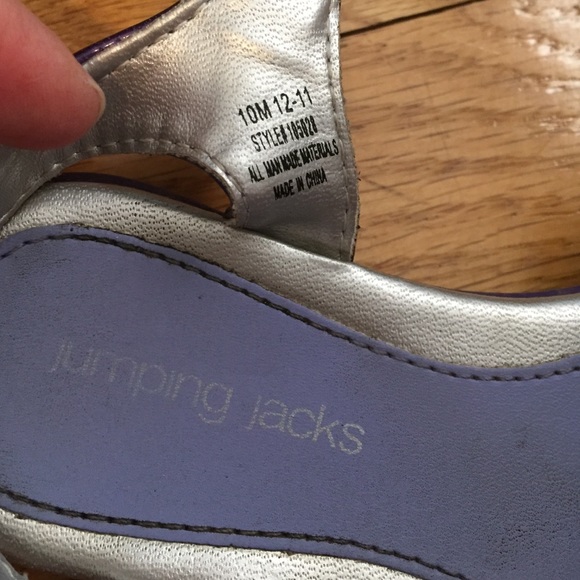 10M 12-11
STYLE# 105028
ALL MAN MADE MATERIALS
MADE IN CHINA
jumping jacks